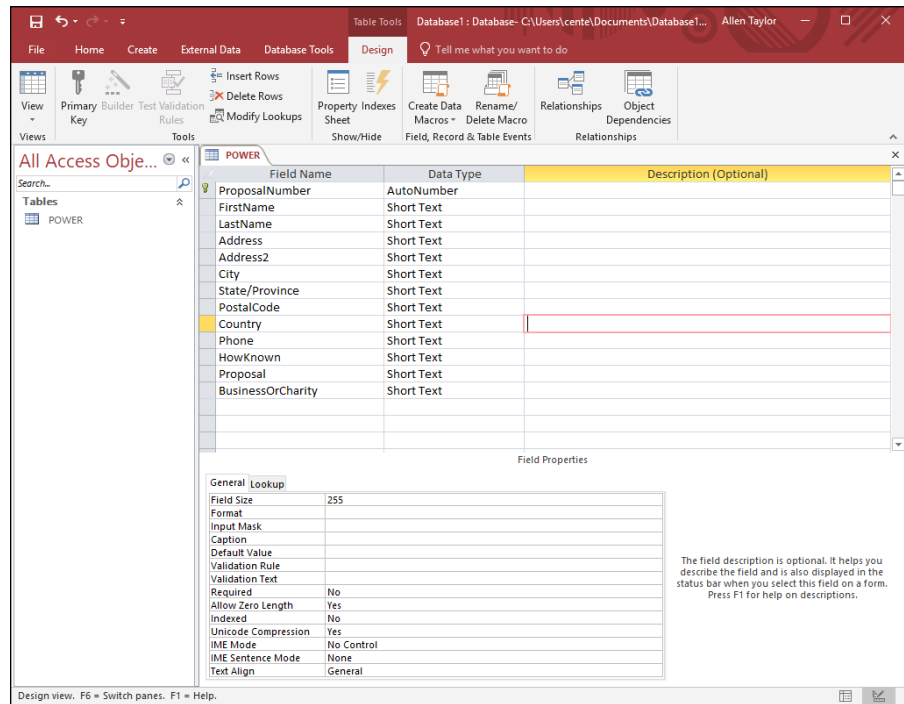 Table Tools Database1 : Database- C:\Users\cente\Documents\Database1... Allen Taylor
File Home Create External Data Database Tools Design Tell me what you want to do
View
Views
Primary Key
Builder
Test Validation Rules
Insert Rows
Delete Rows
Modify Lookups
Tools
Property Sheet
Indexes
Show/Hide
Create Data Macros
Rename/ Delete Macro
Field, Record & Table Events
Relationships
Object Dependencies
Relationships
All Access Obje...
Search...
Tables
POWER
POWER
Field Name Data Type Description (Optional)
ProposalNumber AutoNumber
FirstName Short Text
LastName Short Text
Address Short Text
Address2 Short Text
City Short Text
State/Province Short Text
PostalCode Short Text
Country Short Text
Phone Short Text
HowKnown Short Text
Proposal Short Text
BusinessOrCharity Short Text
Field Properties
General Lookup
Field Size 255
Format
Input Mask
Caption
Default Value
Validation Rule
Validation Text
Required No
Allow Zero Length Yes
Indexed No
Unicode Compression Yes
IME Mode No Control
IME Sentence Mode None
Text Align General
The field description is optional. It helps you
describe the field and is also displayed in the
status bar when you select this field on a form.
Press F1 for help on descriptions.
Design view. F6 = Switch panes. F1 = Help.